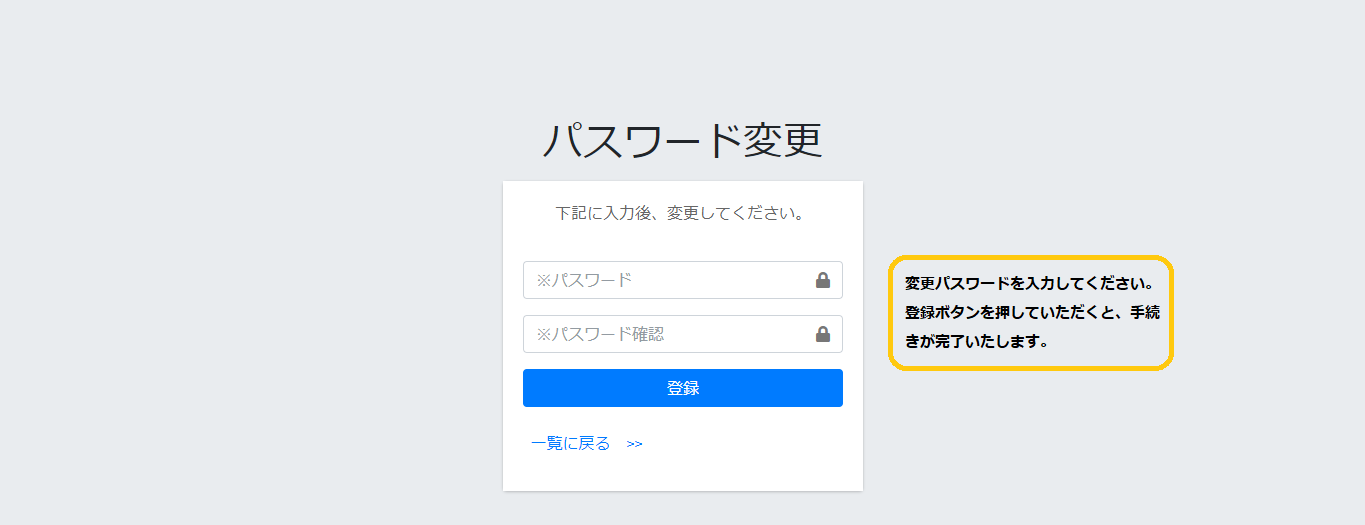 パスワード変更
下記に入力後、変更してください。
※パスワード
※パスワード確認
登録
一覧に戻る >>
変更パスワードを入力してください。
登録ボタンを押していただくと、手続
きが完了いたします。